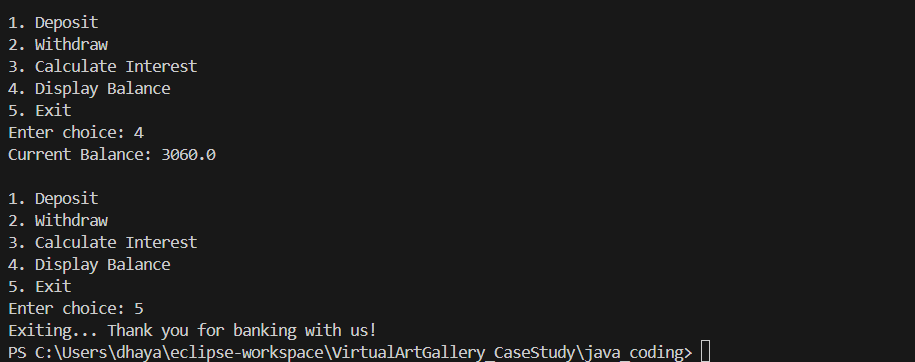 1. Deposit
2. Withdraw
3. Calculate Interest
4. Display Balance
5. Exit
Enter choice: 4
Current Balance: 3060.0

1. Deposit
2. Withdraw
3. Calculate Interest
4. Display Balance
5. Exit
Enter choice: 5
Exiting... Thank you for banking with us!
PS C:\Users\dhaya\eclipse-workspace\VirtualArtGallery_CaseStudy\java_coding>